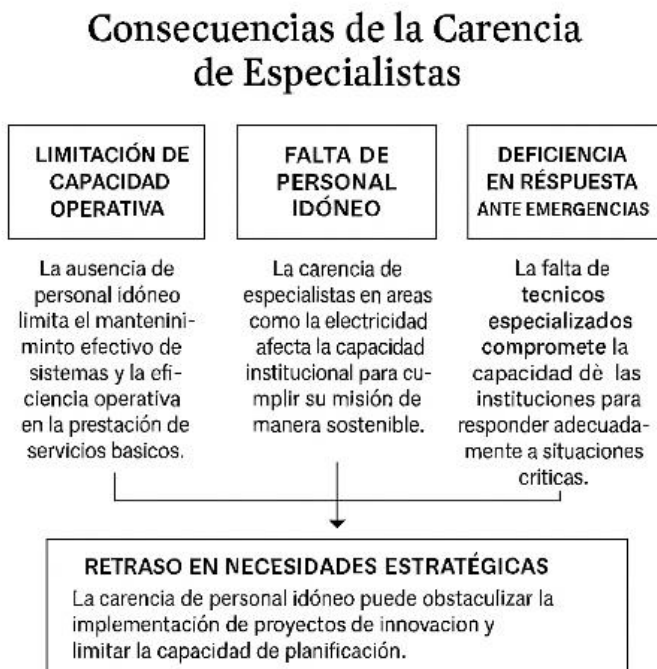 Consecuencias de la Carencia
de Especialistas
LIMITACIÓN DE
CAPACIDAD
OPERATIVA
La ausencia de
personal idóneo
limita el mantenini-
minto efectivo de
sistemas y la efi-
ciencia operativa
en la prestación de
servicios basicos.
FALTA DE
PERSONAL
IDÓNEO
La carencia de
especialistas en areas
como la electricidad
afecta la capacidad
institucional para cu-
mplir su misión de
manera sostenible.
DEFICIENCIA
EN RÉSPUESTA
ANTE EMERGENCIAS
La falta de
tecnicos
especializados
compromete la
capacidad dè las
instituciones para
responder adecuada-
mente a situaciones
criticas.
RETRASO EN NECESIDADES ESTRATÉGICAS
La carencia de personal idóneo puede obstaculizar la
implementación de proyectos de innovacion y
limitar la capacidad de planificación.